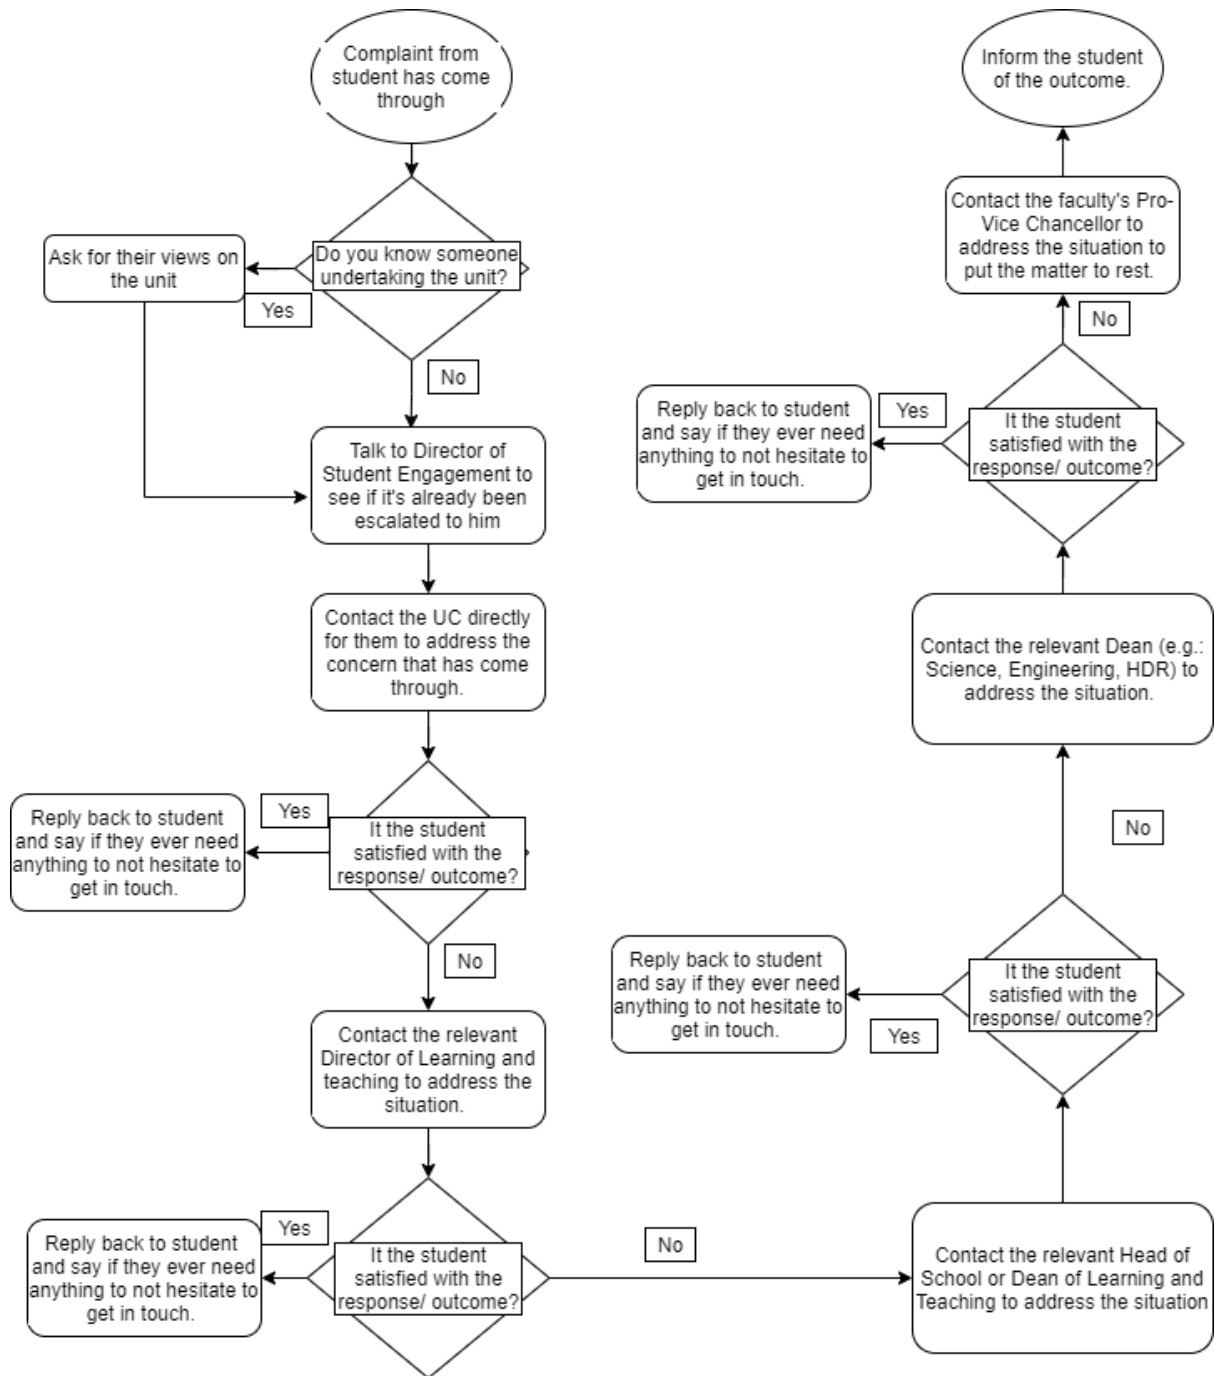 Complaint from
student has come
through
Do you know someone
undertaking the unit?
Yes
Ask for their views on
the unit
No
Talk to Director of
Student Engagement to
see if it's already been
escalated to him
Contact the UC directly
for them to address the
concern that has come
through.
It the student
satisfied with the
response/ outcome?
Yes
Reply back to student
and say if they ever need
anything to not hesitate to
get in touch.
No
Contact the relevant
Director of Learning and
teaching to address the
situation.
It the student
satisfied with the
response/ outcome?
Yes
Reply back to student
and say if they ever need
anything to not hesitate to
get in touch.
No
Contact the relevant Head of
School or Dean of Learning and
Teaching to address the situation
It the student
satisfied with the
response/ outcome?
Yes
Reply back to student
and say if they ever need
anything to not hesitate to
get in touch.
No
Contact the relevant Dean (e.g.:
Science, Engineering, HDR) to
address the situation.
It the student
satisfied with the
response/ outcome?
Yes
Reply back to student
and say if they ever need
anything to not hesitate to
get in touch.
No
Contact the faculty's Pro-
Vice Chancellor to
address the situation to
put the matter to rest.
Inform the student
of the outcome.